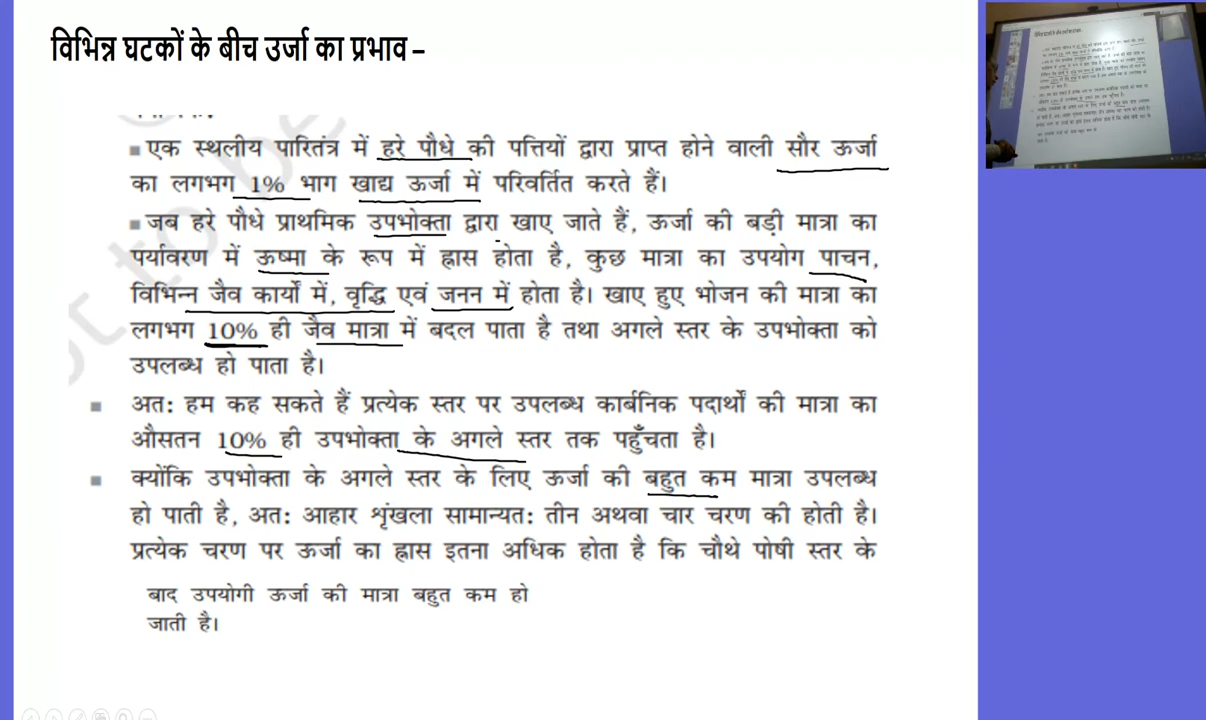 विभिन्न घटकों के बीच उर्जा का प्रभाव –
■ एक स्थलीय पारितंत्र में हरे पौधे की पत्तियों द्वारा प्राप्त होने वाली सौर ऊर्जा
का लगभग 1% भाग खाद्य ऊर्जा में परिवर्तित करते हैं।
■ जब हरे पौधे प्राथमिक उपभोक्ता द्वारा खाए जाते हैं, ऊर्जा की बड़ी मात्रा का
पर्यावरण में ऊष्मा के रूप में ह्रास होता है, कुछ मात्रा का उपयोग पाचन,
विभिन्न जैव कार्यों में, वृद्धि एवं जनन में होता है। खाए हुए भोजन की मात्रा का
लगभग 10% ही जैव मात्रा में बदल पाता है तथा अगले स्तर के उपभोक्ता को
उपलब्ध हो पाता है।
■ अत: हम कह सकते हैं प्रत्येक स्तर पर उपलब्ध कार्बनिक पदार्थों की मात्रा का
औसतन 10% ही उपभोक्ता के अगले स्तर तक पहुँचता है।
■ क्योंकि उपभोक्ता के अगले स्तर के लिए ऊर्जा की बहुत कम मात्रा उपलब्ध
हो पाती है, अत: आहार शृंखला सामान्यत: तीन अथवा चार चरण की होती है।
प्रत्येक चरण पर ऊर्जा का ह्रास इतना अधिक होता है कि चौथे पोषी स्तर के
बाद उपयोगी ऊर्जा की मात्रा बहुत कम हो
जाती है।